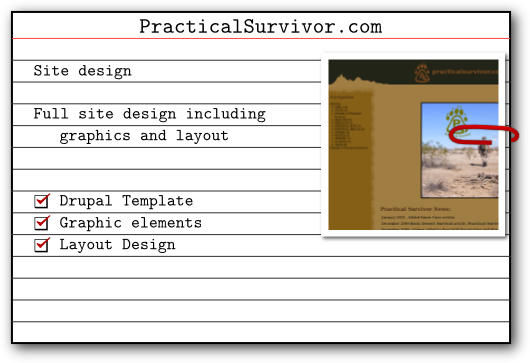 PracticalSurvivor.com
Site design
Full site design including
graphics and layout
Drupal Template
Graphic elements
Layout Design
practicalsurvivor.co
Practical Survivor News: